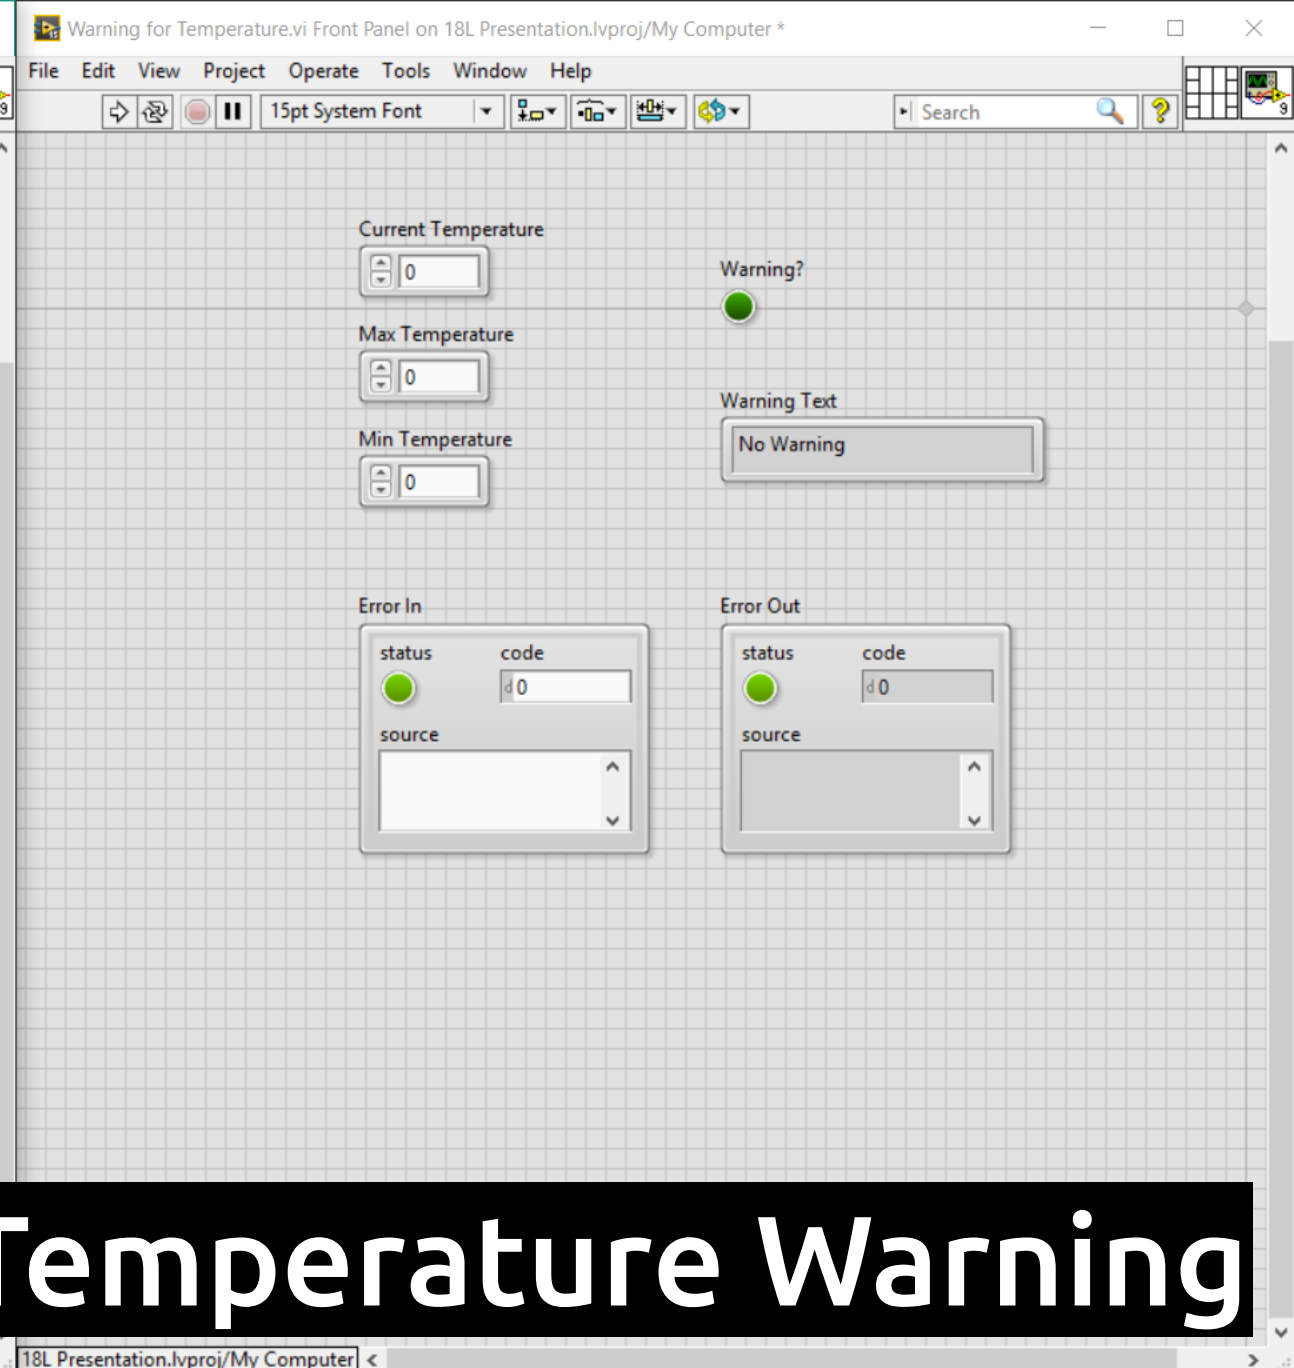 Warning for Temperature.vi Front Panel on 18L Presentation.lvproj/My Computer *
File Edit View Project Operate Tools Window Help
15pt System Font
Search
?
9
9
Current Temperature
0
Warning?
Max Temperature
0
Warning Text
No Warning
Min Temperature
0
Error In
Error Out
status code
status code
d 0
d 0
source
source
Temperature Warning
18L Presentation.lvproj/My Computer